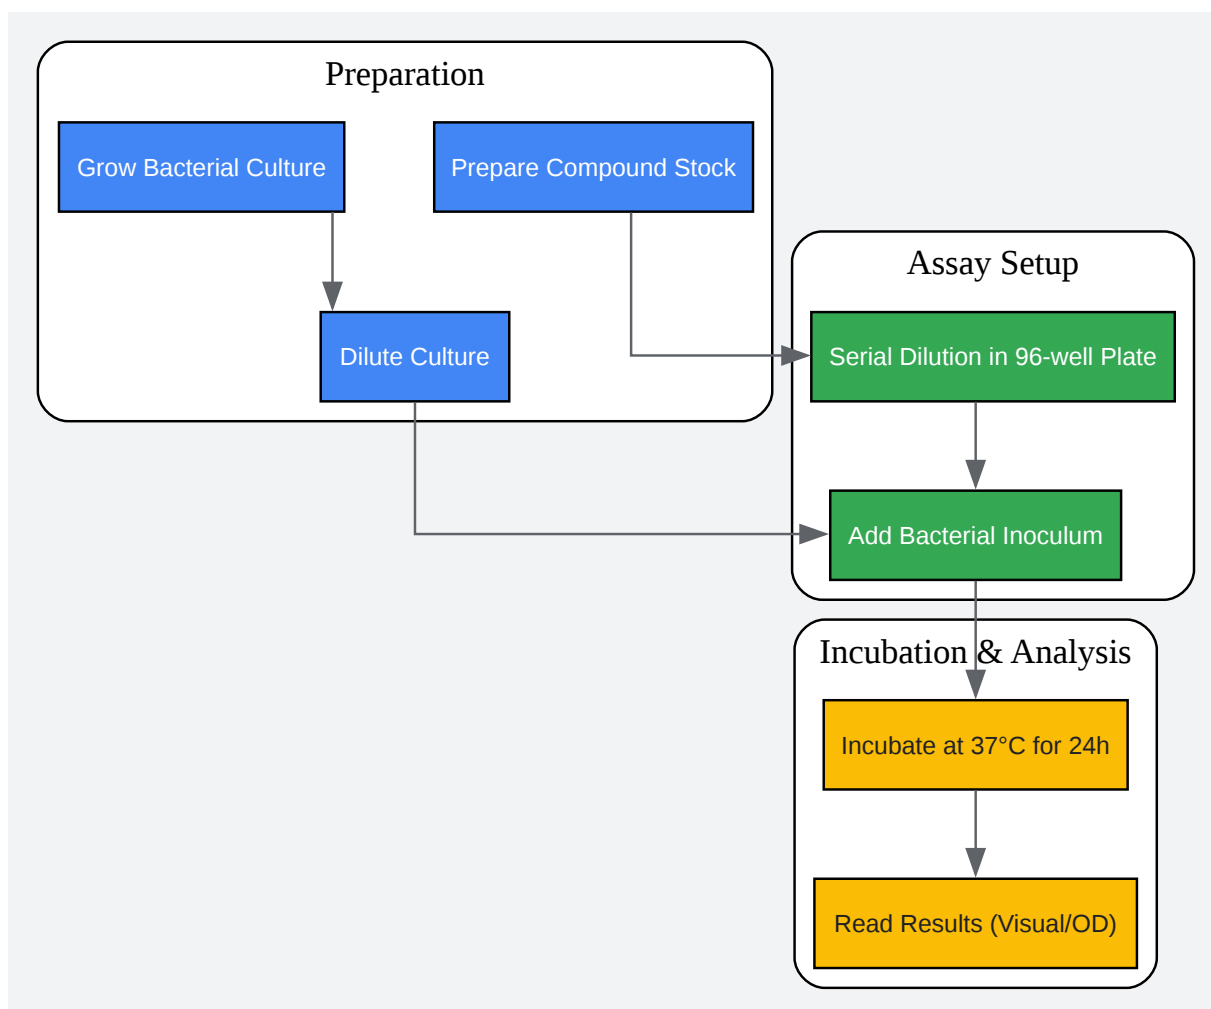 Preparation
Grow Bacterial Culture
Prepare Compound Stock
Dilute Culture
Assay Setup
Serial Dilution in 96-well Plate
Add Bacterial Inoculum
Incubation & Analysis
Incubate at 37°C for 24h
Read Results (Visual/OD)